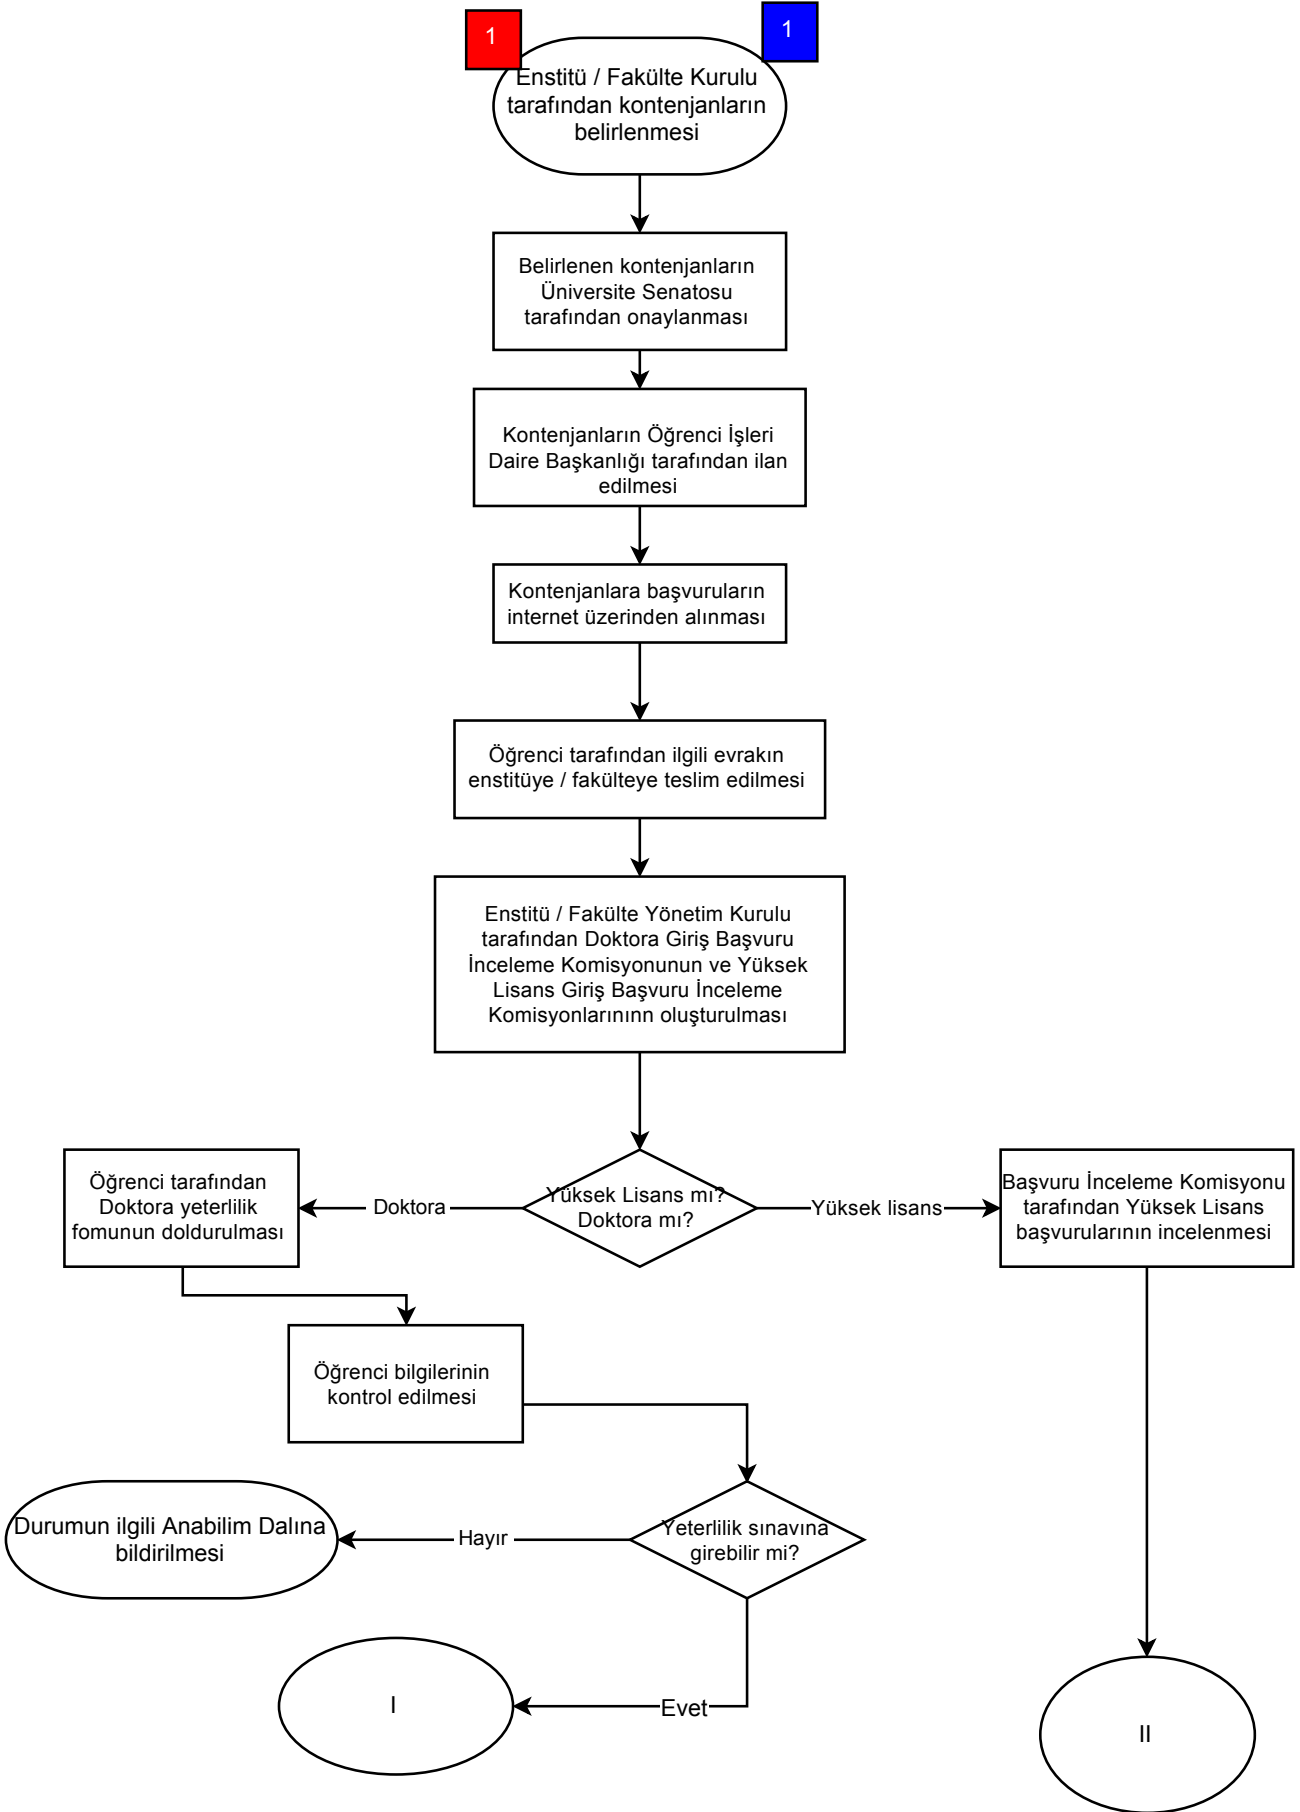 1
1
Enstitü / Fakülte Kurulu
tarafından kontenjanların
belirlenmesi
Belirlenen kontenjanların
Üniversite Senatosu
tarafından onaylanması
Kontenjanların Öğrenci İşleri
Daire Başkanlığı tarafından ilan
edilmesi
Kontenjanlara başvuruların
internet üzerinden alınması
Öğrenci tarafından ilgili evrakın
enstitüye / fakülteye teslim edilmesi
Enstitü / Fakülte Yönetim Kurulu
tarafından Doktora Giriş Başvuru
İnceleme Komisyonunun ve Yüksek
Lisans Giriş Başvuru İnceleme
Komisyonlarınınn oluşturulması
Öğrenci tarafından
Doktora yeterlilik
fomunun doldurulması
Doktora
Yüksek Lisans mı?
Doktora mı?
Yüksek lisans
Başvuru İnceleme Komisyonu
tarafından Yüksek Lisans
başvurularının incelenmesi
Öğrenci bilgilerinin
kontrol edilmesi
Durumun ilgili Anabilim Dalına
bildirilmesi
Hayır
Yeterlilik sınavına
girebilir mi?
I
Evet
II